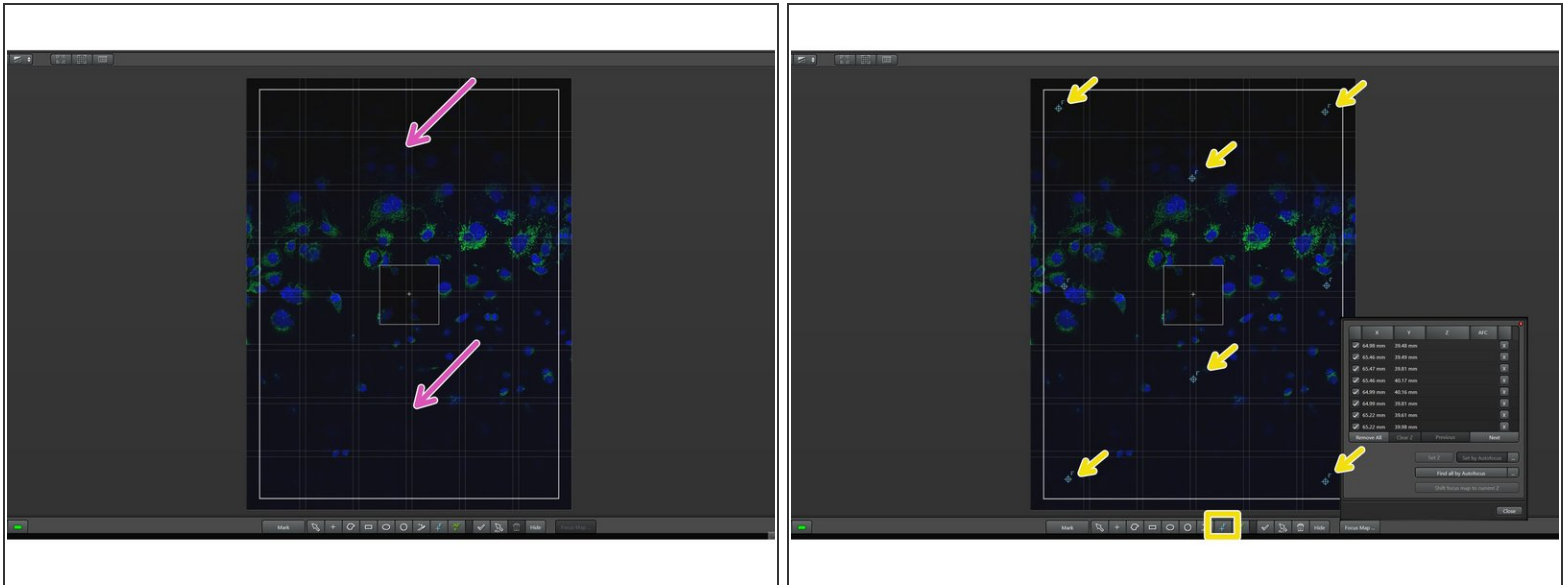 Mark
Hide
Focus Map ...
X Y Z AFC
64.98 mm 39.48 mm
65.46 mm 39.49 mm
65.47 mm 39.81 mm
65.46 mm 40.17 mm
64.99 mm 40.16 mm
64.99 mm 39.81 mm
65.22 mm 39.61 mm
65.22 mm 39.98 mm
Remove All Clear Z Previous Next
Set Z Set by Autofocus ...
Find all by Autofocus ...
Shift focus map to current Z
Close
Mark
Hide
Focus Map ...